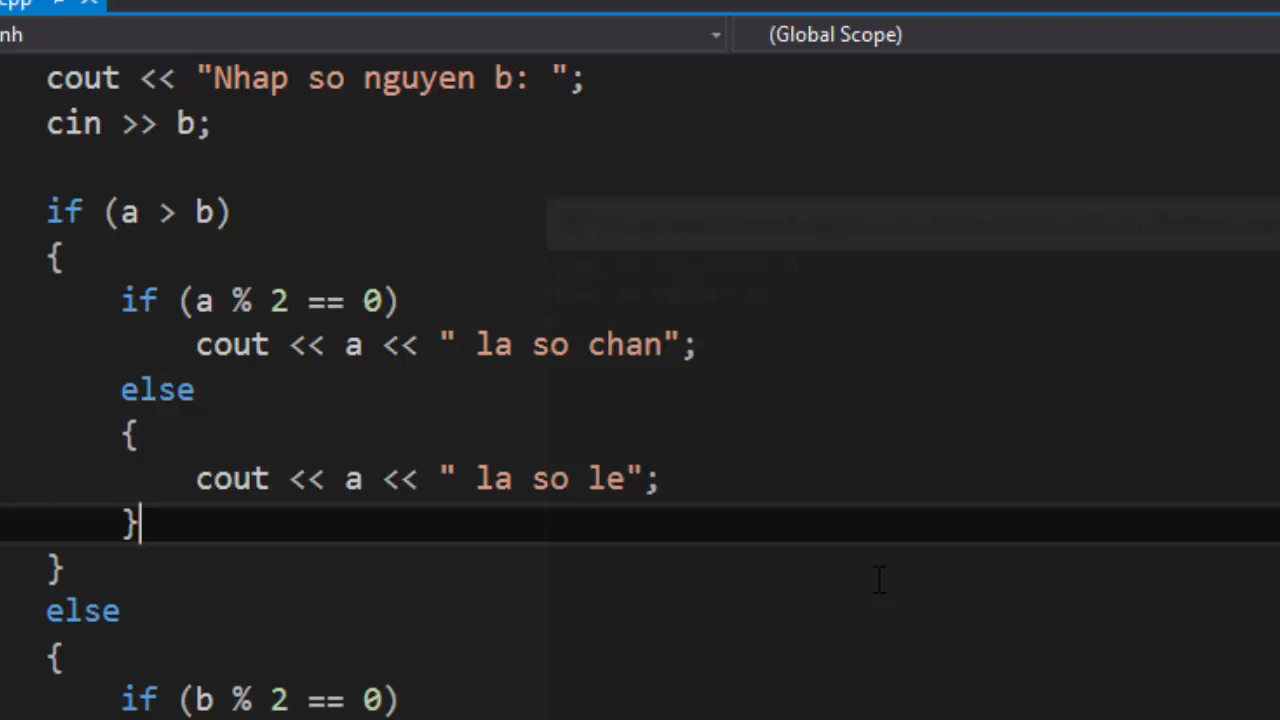 cpp
nh
(Global Scope)
cout << "Nhap so nguyen b: ";
cin >> b;
if (a > b)
{
if (a % 2 == 0)
cout << a << " la so chan";
else
{
cout << a << " la so le";
}
}
else
{
if (b % 2 == 0)